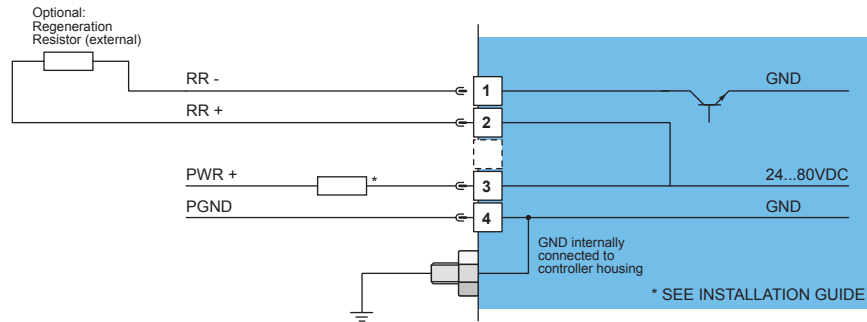 Optional:
Regeneration
Resistor (external)
RR -
1
GND
RR +
2
PWR +
*
3
24...80VDC
PGND
4
GND
GND internally
connected to
controller housing
* SEE INSTALLATION GUIDE